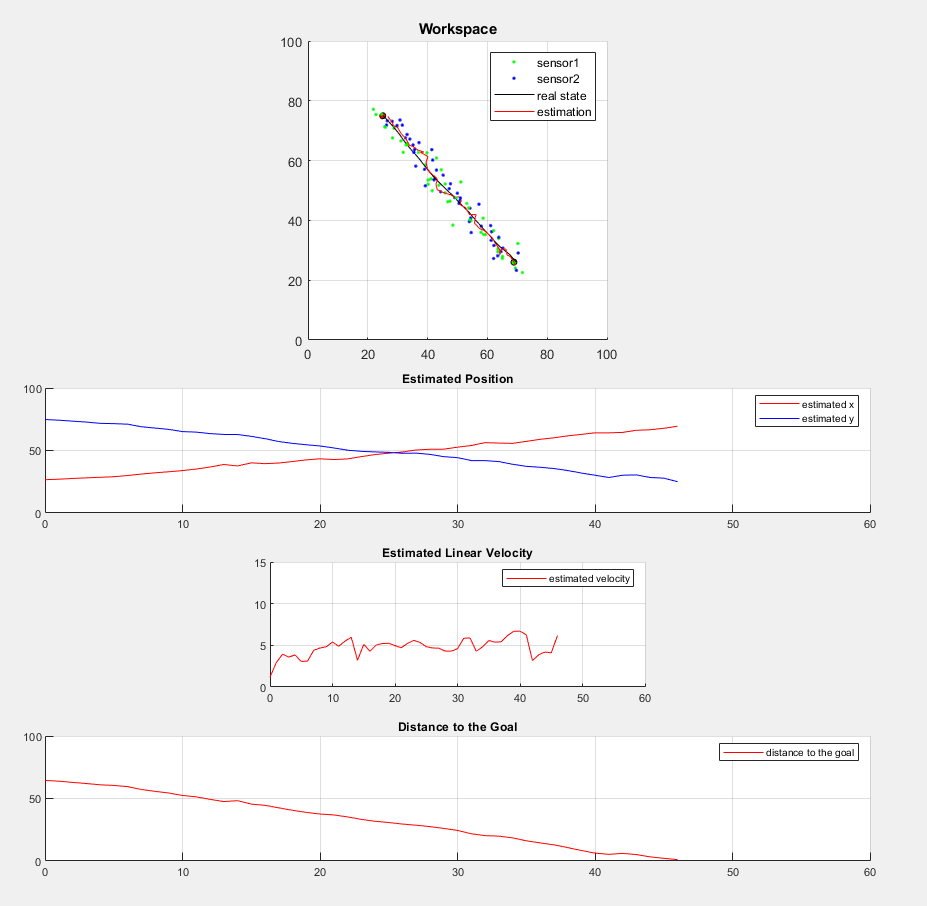 Workspace
100
80
60
40
20
0
0 20 40 60 80 100
sensor1
sensor2
real state
estimation
Estimated Position
100
50
0
0 10 20 30 40 50 60
estimated x
estimated y
Estimated Linear Velocity
15
10
5
0
0 10 20 30 40 50 60
estimated velocity
Distance to the Goal
100
50
0
0 10 20 30 40 50 60
distance to the goal